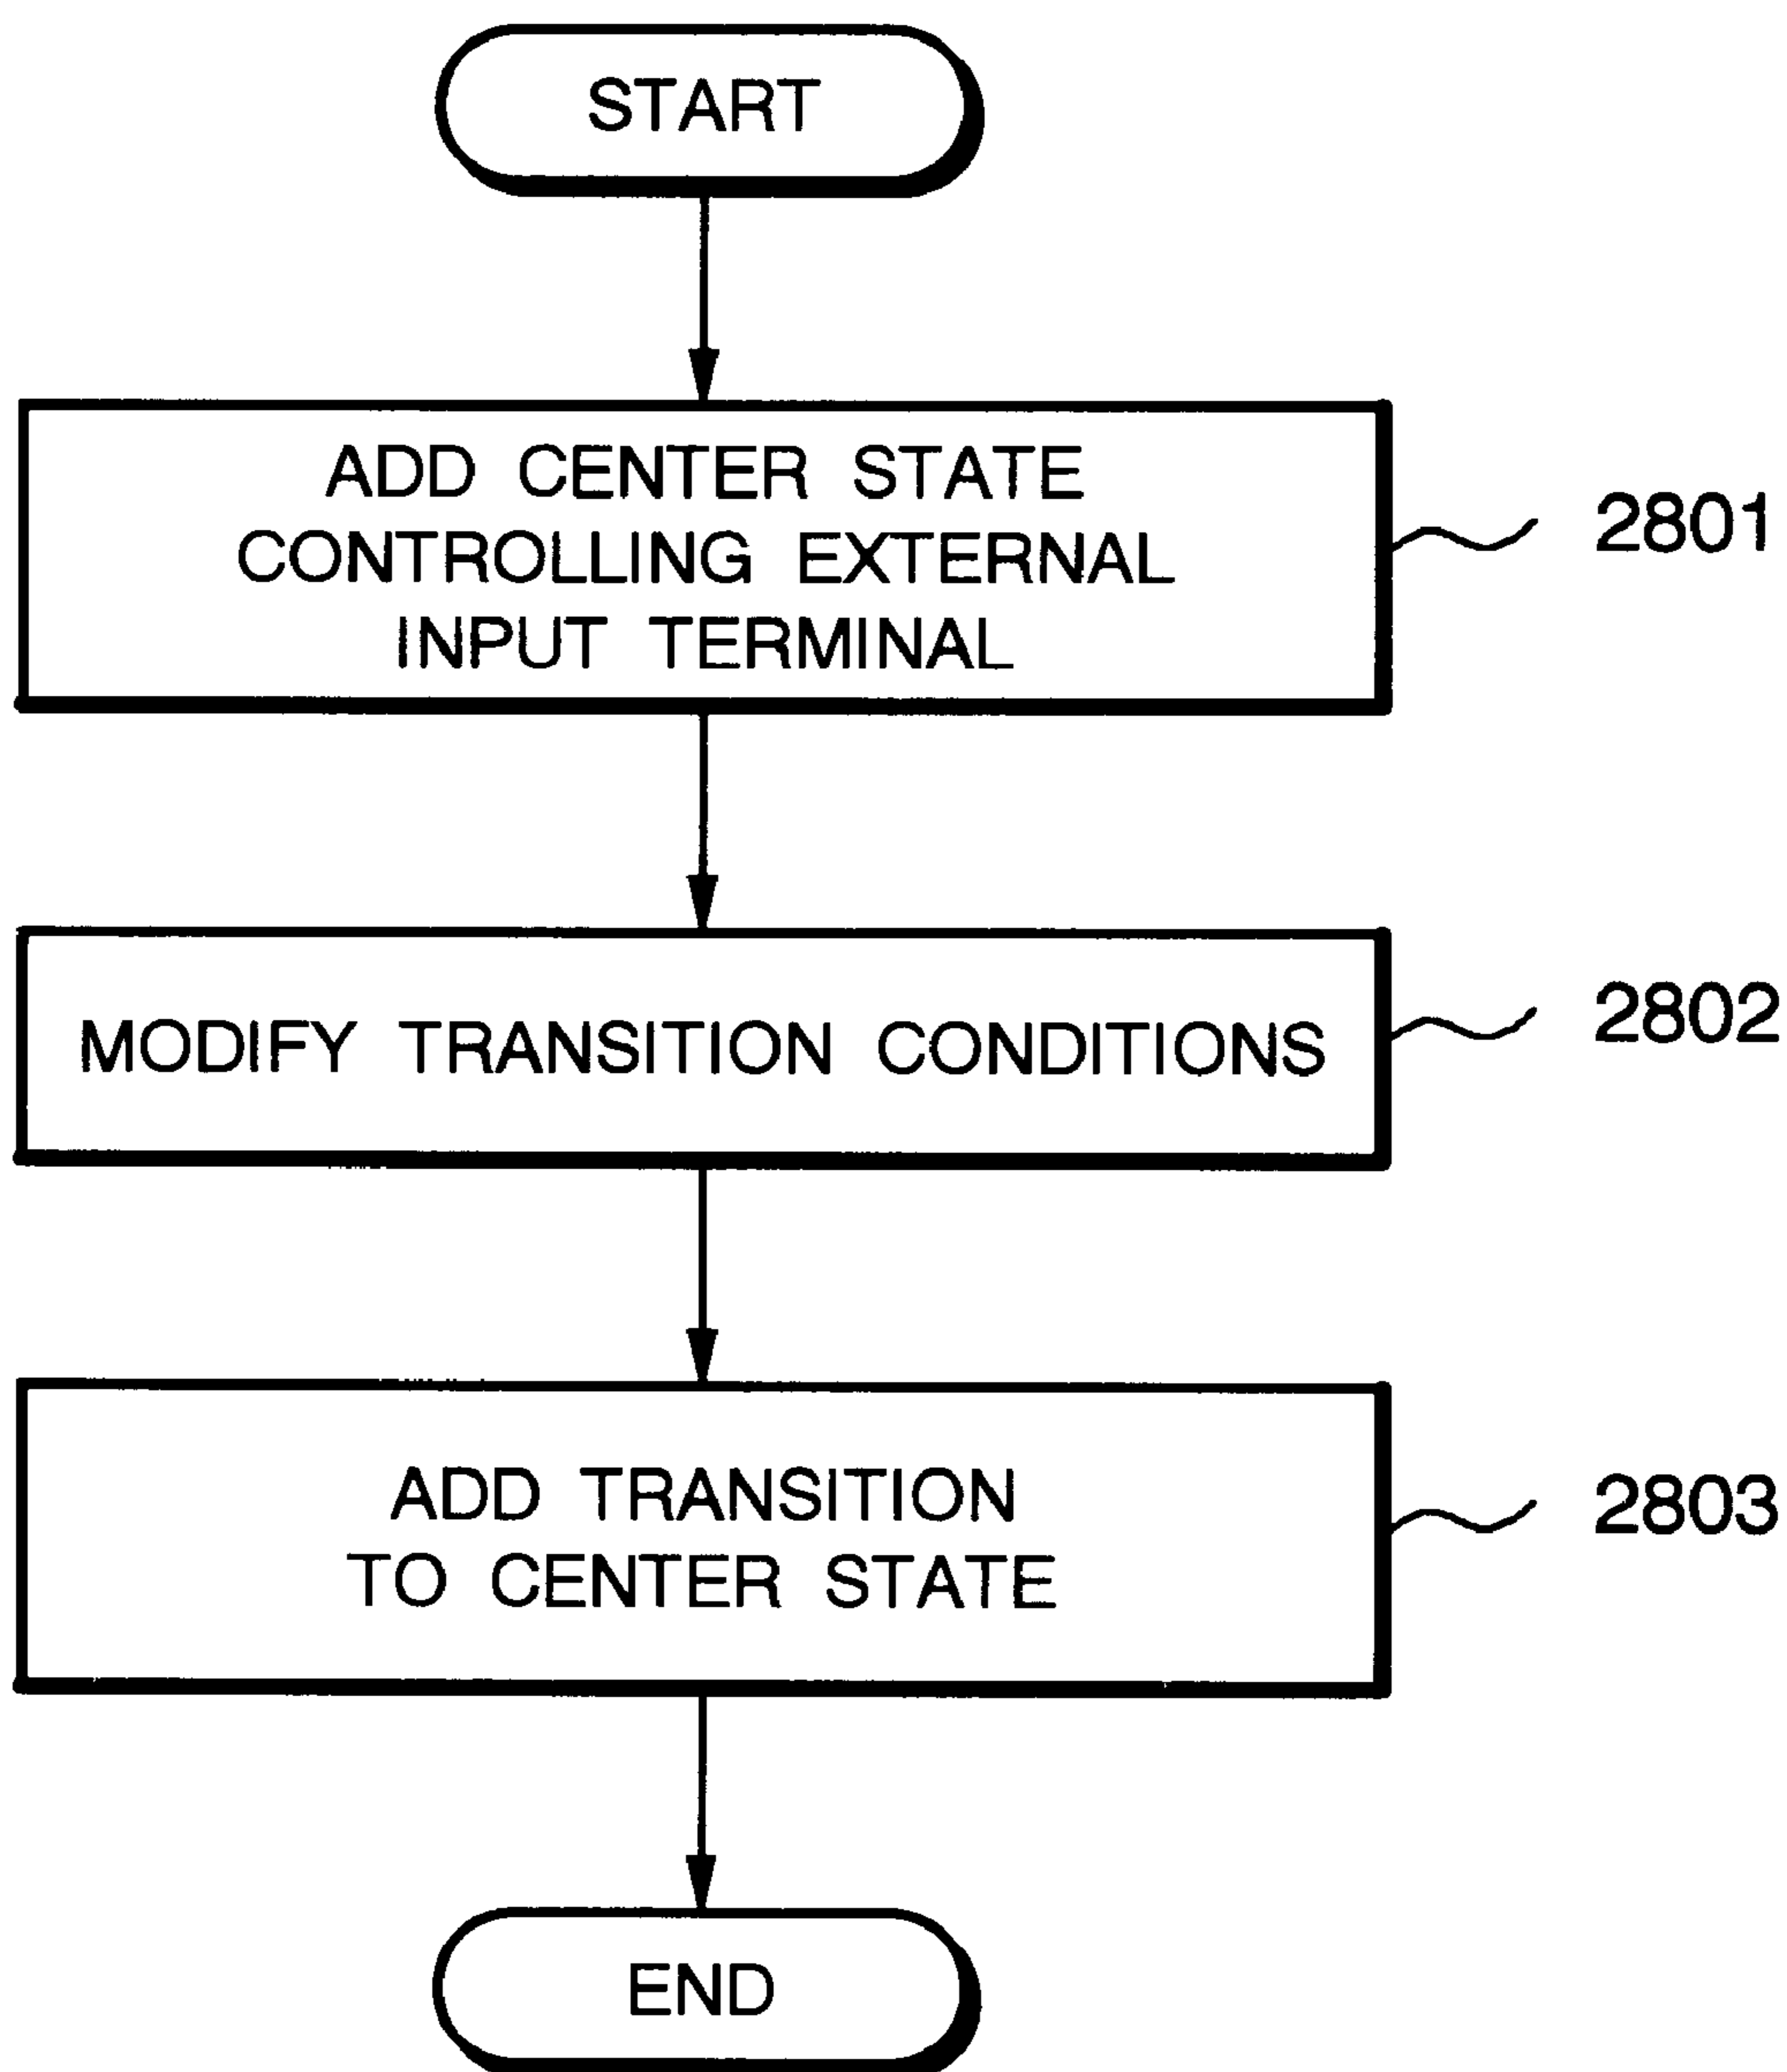 START
ADD CENTER STATE
CONTROLLING EXTERNAL
INPUT TERMINAL
2801
MODIFY TRANSITION CONDITIONS
2802
ADD TRANSITION
TO CENTER STATE
2803
END